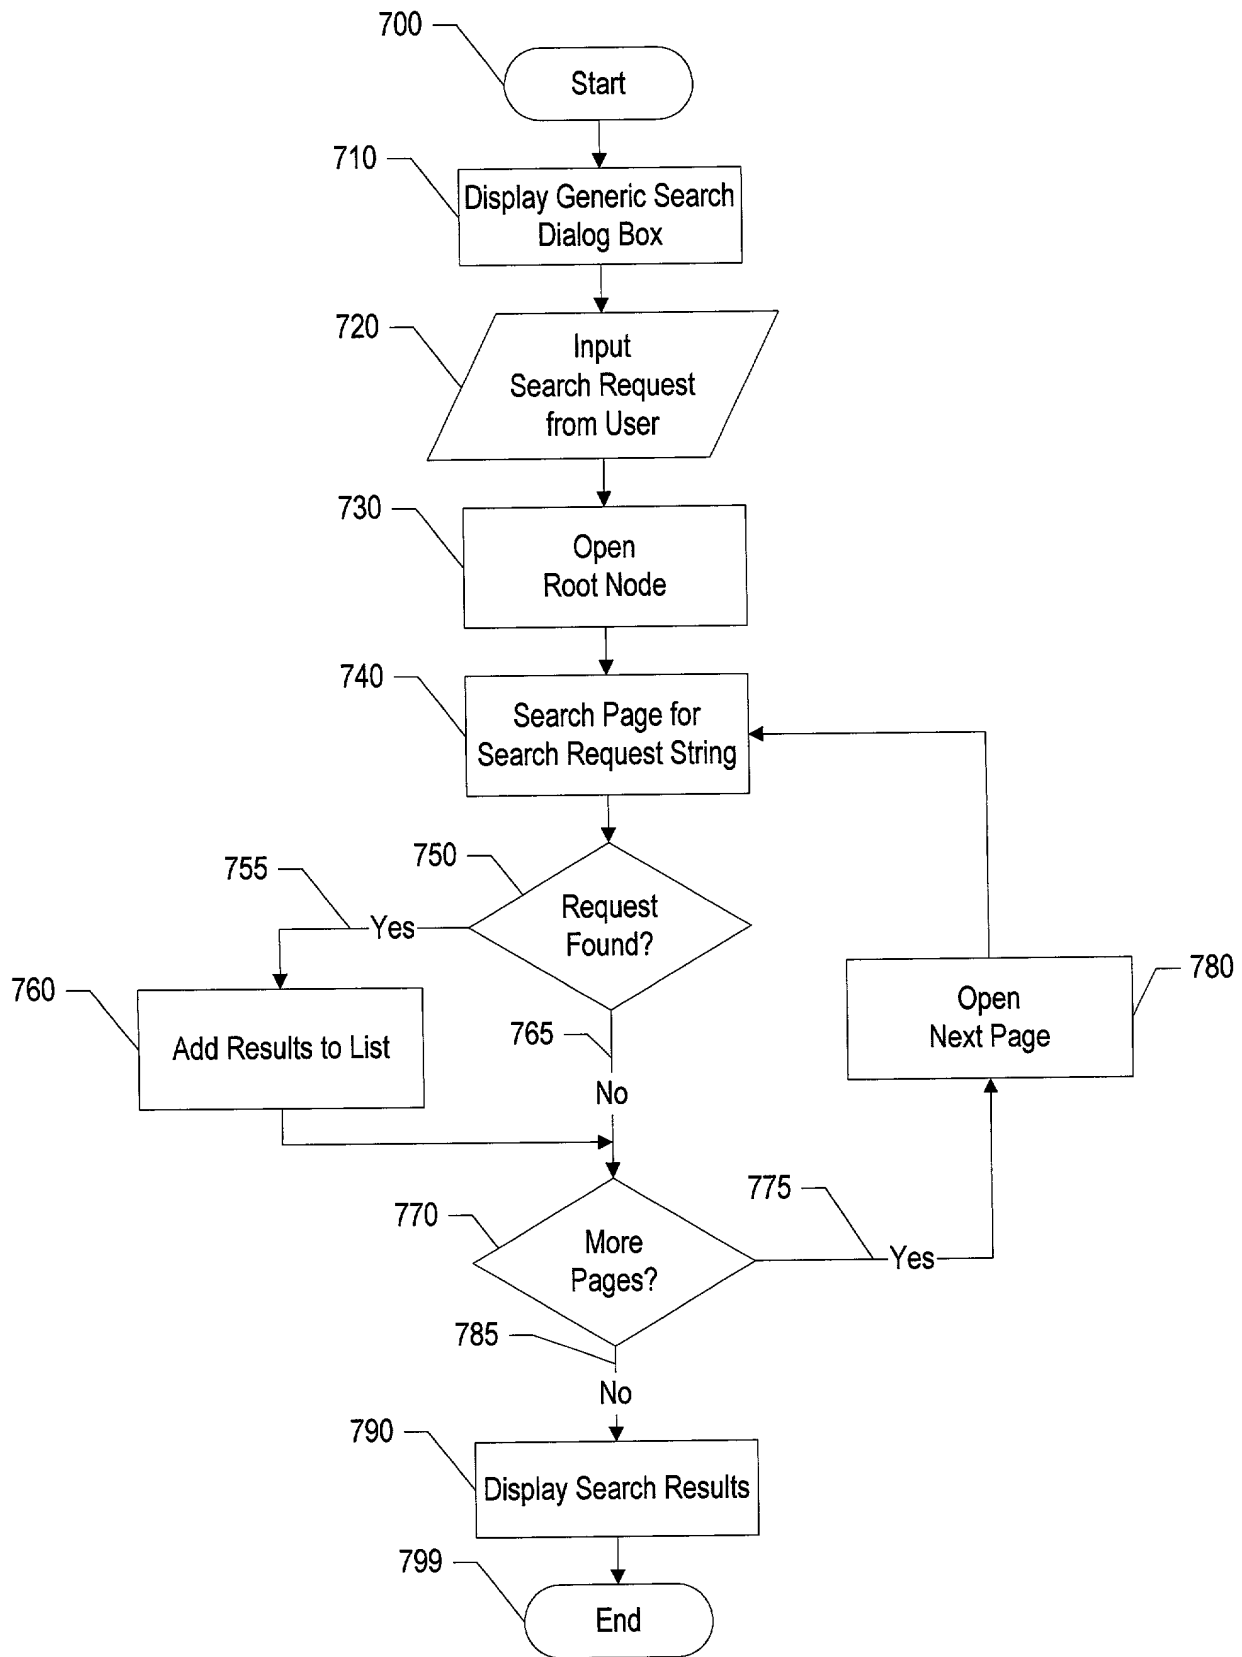 700
Start
710
Display Generic Search
Dialog Box
720
Input
Search Request
from User
730
Open
Root Node
740
Search Page for
Search Request String
750
755
Yes
Request
Found?
760
Add Results to List
765
No
780
Open
Next Page
770
More
Pages?
775
Yes
785
No
790
Display Search Results
799
End